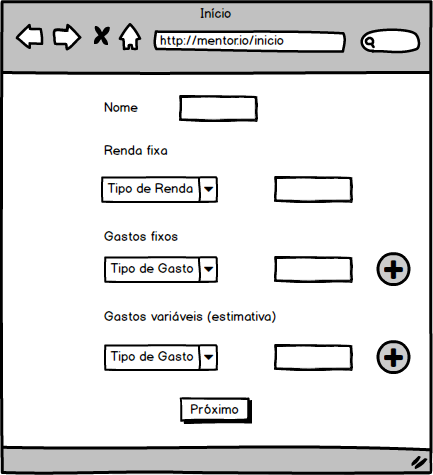 Início
http://mentor.io/inicio
Nome
Renda fixa
Tipo de Renda
Gastos fixos
Tipo de Gasto
Gastos variáveis (estimativa)
Tipo de Gasto
Próximo